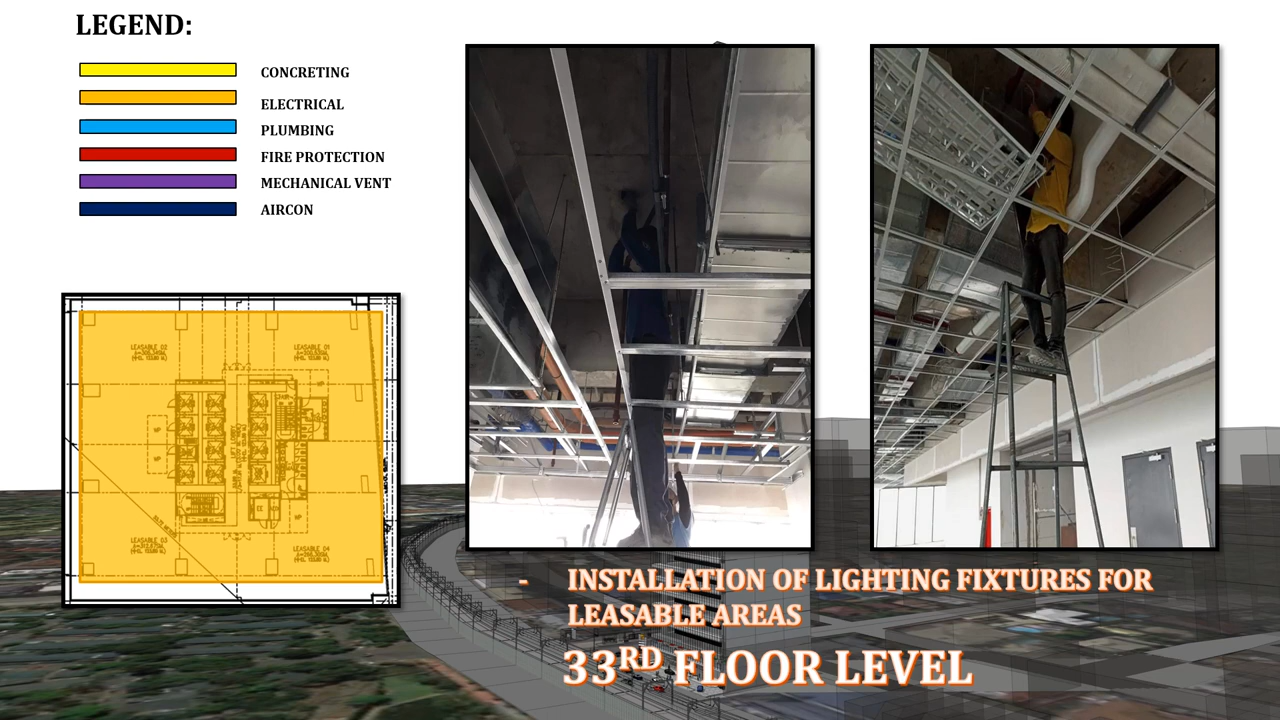 LEGEND:
CONCRETING
ELECTRICAL
PLUMBING
FIRE PROTECTION
MECHANICAL VENT
AIRCON
LEASABLE 02
LEASABLE 01
LEASABLE 03
LEASABLE 04
- INSTALLATION OF LIGHTING FIXTURES FOR
LEASABLE AREAS
33RD FLOOR LEVEL